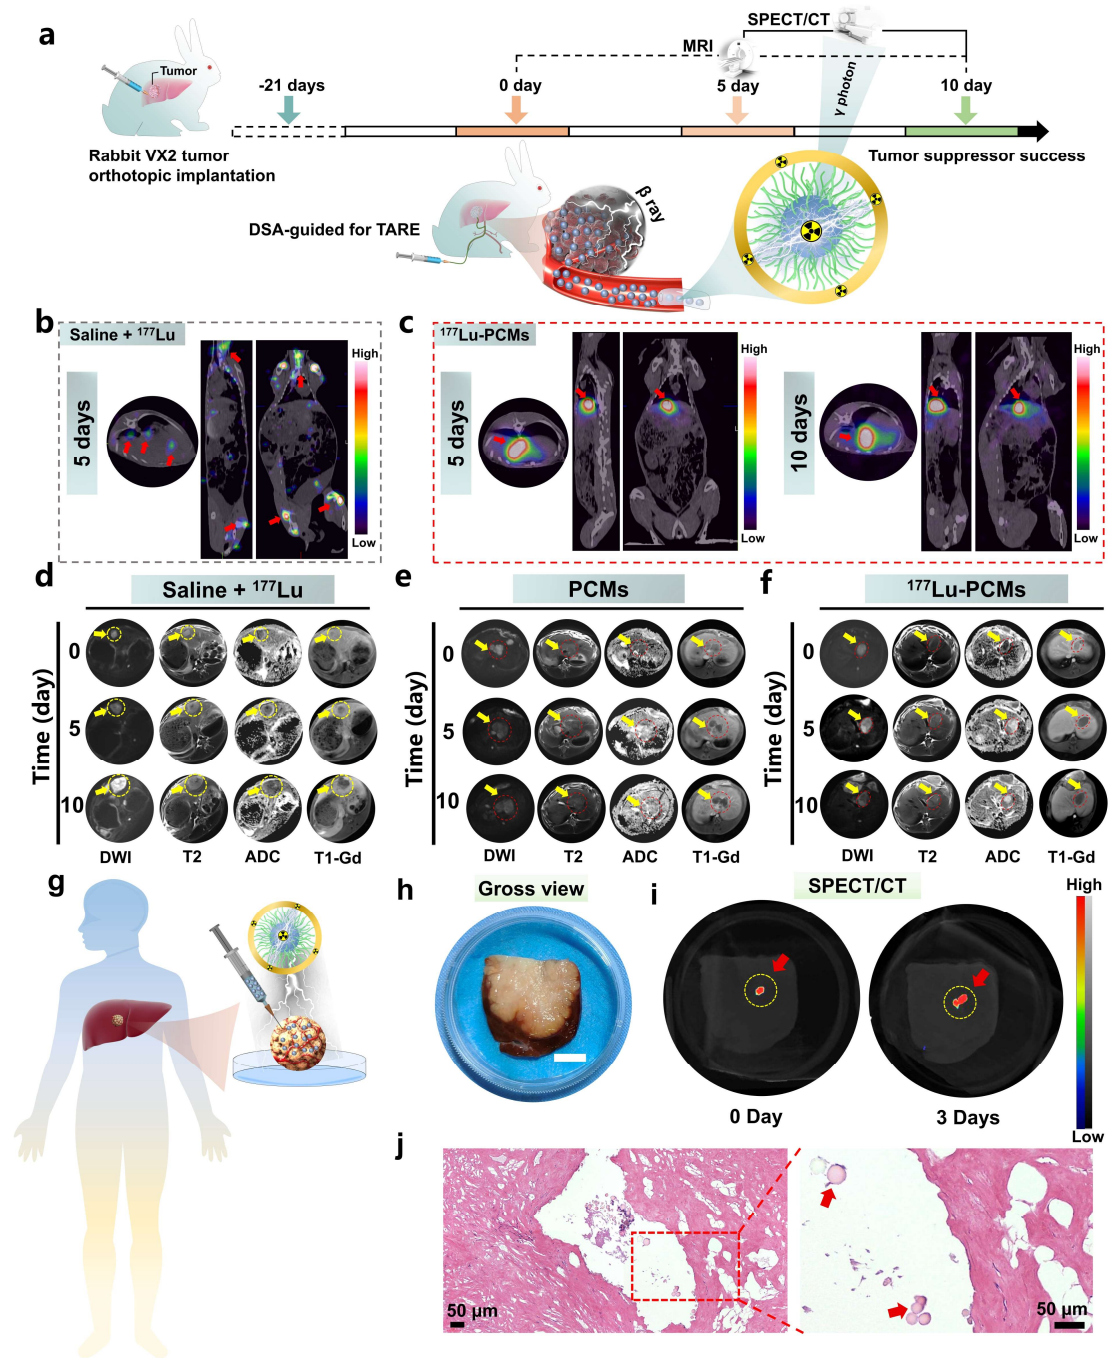 a
SPECT/CT
MRI
Tumor
-21 days
0 day
5 day
10 day
γ photon
Rabbit VX2 tumor
orthotopic implantation
Tumor suppressor success
β ray
DSA-guided for TARE
b
Saline + ¹⁷⁷Lu
High
5 days
Low
c
¹⁷⁷Lu-PCMs
High
5 days
Low
10 days
High
Low
d
Saline + ¹⁷⁷Lu
Time (day)
0
5
10
DWI T2 ADC T1-Gd
e
PCMs
Time (day)
0
5
10
DWI T2 ADC T1-Gd
f
¹⁷⁷Lu-PCMs
Time (day)
0
5
10
DWI T2 ADC T1-Gd
g
h
Gross view
i
SPECT/CT
High
0 Day
3 Days
Low
j
50 μm
50 μm